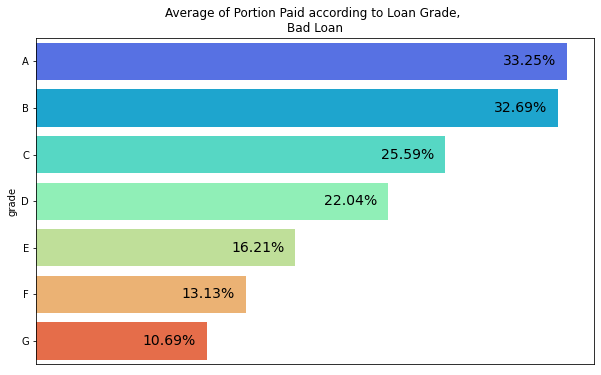 Average of Portion Paid according to Loan Grade,
Bad Loan
grade
A 33.25%
B 32.69%
C 25.59%
D 22.04%
E 16.21%
F 13.13%
G 10.69%